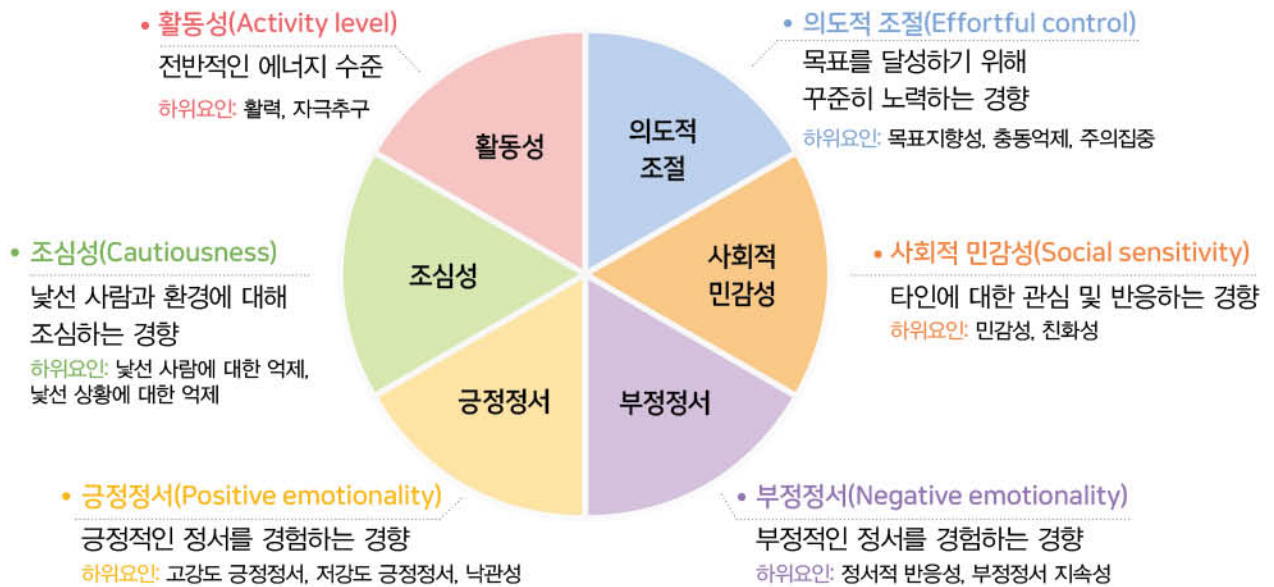 • 활동성(Activity level)
전반적인 에너지 수준
하위요인: 활력, 자극추구
• 의도적 조절(Effortful control)
목표를 달성하기 위해
꾸준히 노력하는 경향
하위요인: 목표지향성, 충동억제, 주의집중
활동성
의도적
조절
• 조심성(Cautiousness)
낯선 사람과 환경에 대해
조심하는 경향
하위요인: 낯선 사람에 대한 억제,
낯선 상황에 대한 억제
조심성
사회적
민감성
• 사회적 민감성(Social sensitivity)
타인에 대한 관심 및 반응하는 경향
하위요인: 민감성, 친화성
긍정정서
부정정서
• 긍정정서(Positive emotionality)
긍정적인 정서를 경험하는 경향
하위요인: 고강도 긍정정서, 저강도 긍정정서, 낙관성
• 부정정서(Negative emotionality)
부정적인 정서를 경험하는 경향
하위요인: 정서적 반응성, 부정정서 지속성